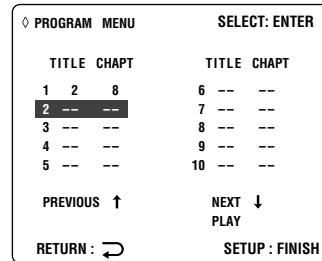 ◊ PROGRAM MENU SELECT: ENTER
TITLE CHAPT TITLE CHAPT
1 2 8 6 -- --
2 -- -- 7 -- --
3 -- -- 8 -- --
4 -- -- 9 -- --
5 -- -- 10 -- --
PREVIOUS ↑ NEXT ↓
PLAY
RETURN : SETUP : FINISH